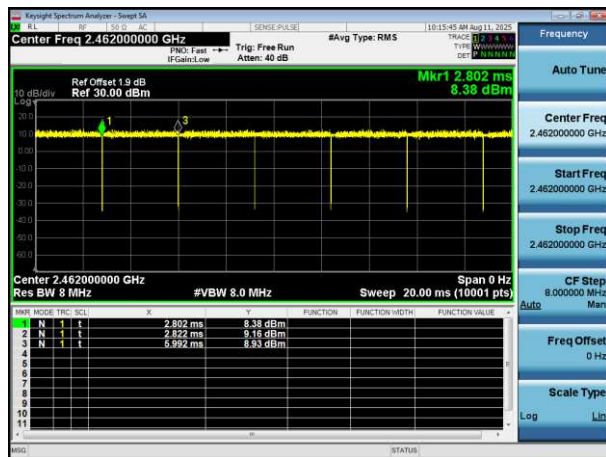 Keysight Spectrum Analyzer - Swept SA
RL RF 50 Ω AC SENSE:PULSE 10:15:45 AM Aug 11, 2025
Center Freq 2.462000000 GHz #Avg Type: RMS TRACE 1 2 3 4 5 6
PNO: Fast Trig: Free Run TYPE WWWWWW
IFGain:Low Atten: 40 dB DET P NNNNN
Ref Offset 1.9 dB Mkr1 2.802 ms
10 dB/div Ref 30.00 dBm 8.38 dBm
Log
20.0
10.0
0.00
-10.0
-20.0
-30.0
-40.0
-50.0
-60.0
1
3
Center 2.462000000 GHz Span 0 Hz
Res BW 8 MHz #VBW 8.0 MHz Sweep 20.00 ms (10001 pts)
MKR MODE TRC SCL X Y FUNCTION FUNCTION WIDTH FUNCTION VALUE
1 N 1 t 2.802 ms 8.38 dBm
2 N 1 t 2.822 ms 9.16 dBm
3 N 1 t 5.992 ms 8.93 dBm
4
5
6
7
8
9
10
11
MSG STATUS
Frequency
Auto Tune
Center Freq
2.462000000 GHz
Start Freq
2.462000000 GHz
Stop Freq
2.462000000 GHz
CF Step
8.000000 MHz
Auto Man
Freq Offset
0 Hz
Scale Type
Log Lin